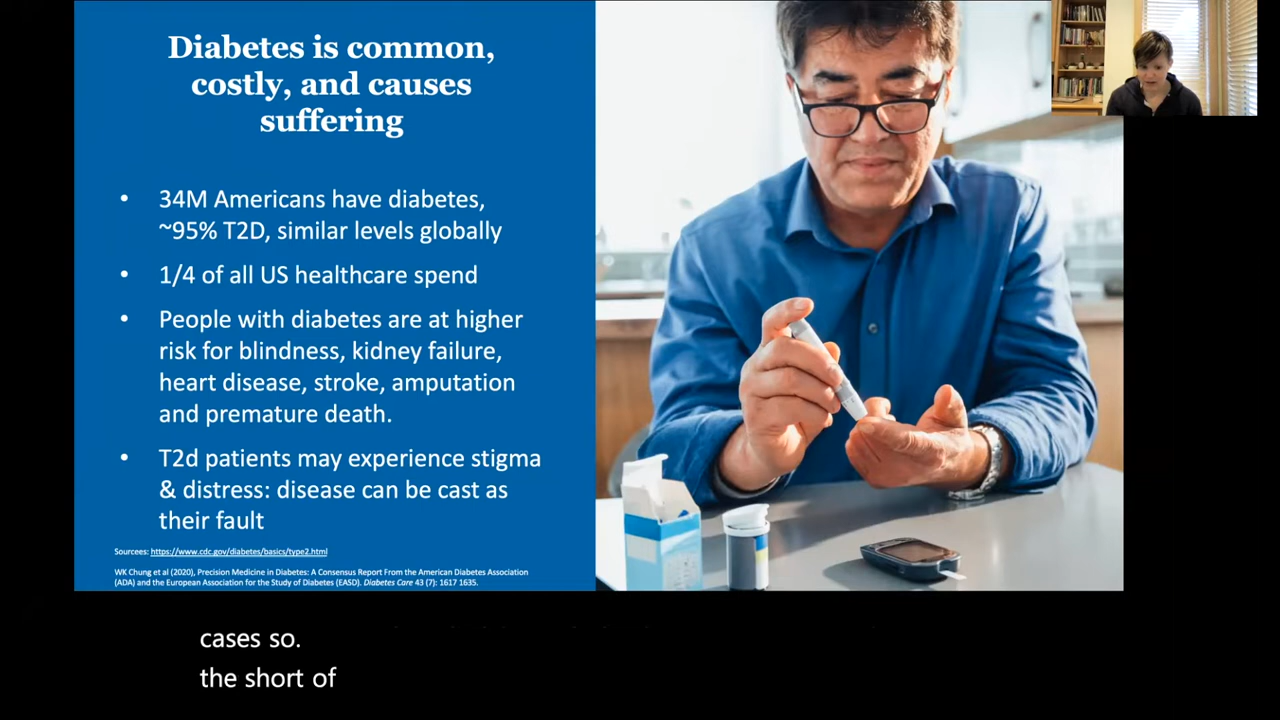 Diabetes is common,
costly, and causes
suffering
• 34M Americans have diabetes,
~95% T2D, similar levels globally
• 1/4 of all US healthcare spend
• People with diabetes are at higher
risk for blindness, kidney failure,
heart disease, stroke, amputation
and premature death.
• T2d patients may experience stigma
& distress: disease can be cast as
their fault
Sourcees: https://www.cdc.gov/diabetes/basics/type2.html
WK Chung et al (2020), Precision Medicine in Diabetes: A Consensus Report From the American Diabetes Association
(ADA) and the European Association for the Study of Diabetes (EASD). Diabetes Care 43 (7): 1617 1635.
cases so.
the short of